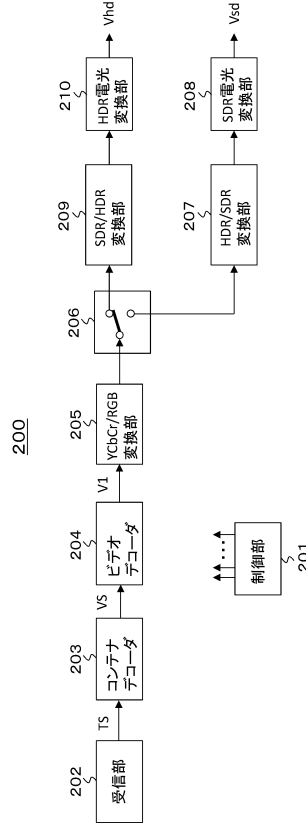 200
202
受信部
TS
203
コンテナ
デコーダ
VS
204
ビデオ
デコーダ
V1
205
YCbCr/RGB
変換部
206
209
SDR/HDR
変換部
210
HDR電光
変換部
Vhd
207
HDR/SDR
変換部
208
SDR電光
変換部
Vsd
制御部
201